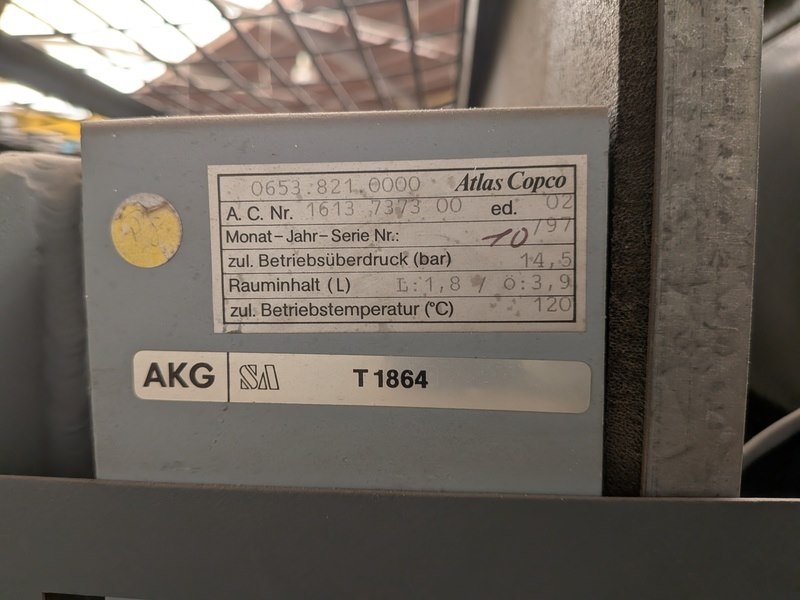 0653.821.0000 Atlas Copco
A. C. Nr. 1613 7373 00 ed. 02
Monat-Jahr-Serie Nr.: 10/97
zul. Betriebsüberdruck (bar) 14,5
Rauminhalt (L) L:1,8 / Ö:3,9
zul. Betriebstemperatur (°C) 120
AKG SA T 1864